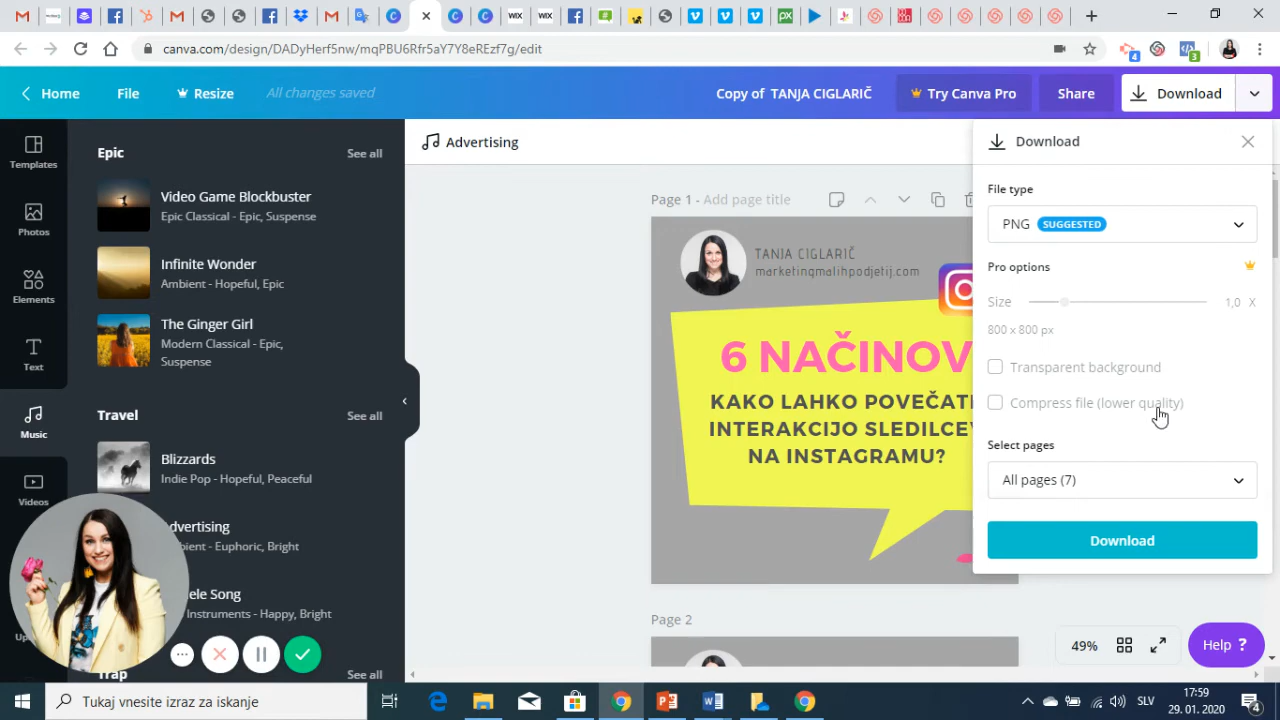 canva.com/design/DADyHerf5nw/mqPBU6Rfr5aY7Y8eREzf7g/edit
4
3
Home
File
Resize
All changes saved
Copy of TANJA CIGLARIČ
Try Canva Pro
Share
Download
Templates
Photos
Elements
Text
Music
Videos
Epic
See all
Video Game Blockbuster
Epic Classical - Epic, Suspense
Infinite Wonder
Ambient - Hopeful, Epic
The Ginger Girl
Modern Classical - Epic,
Suspense
Travel
See all
Blizzards
Indie Pop - Hopeful, Peaceful
Euphoric, Bright
Song
Instruments - Happy, Bright
Trap
See all
Advertising
Page 1 - Add page title
TANJA CIGLARIČ
marketingmalihpodjetij.com
6 NAČINOV
KAKO LAHKO POVEČAT
INTERAKCIJO SLEDILCEV
NA INSTAGRAMU?
Page 2
Download
File type
PNG SUGGESTED
Pro options
Size
1,0 X
800 x 800 px
Transparent background
Compress file (lower quality)
Select pages
All pages (7)
Download
49%
Help ?
Tukaj vnesite izraz za iskanje
SLV
17:59
29. 01. 2020
4